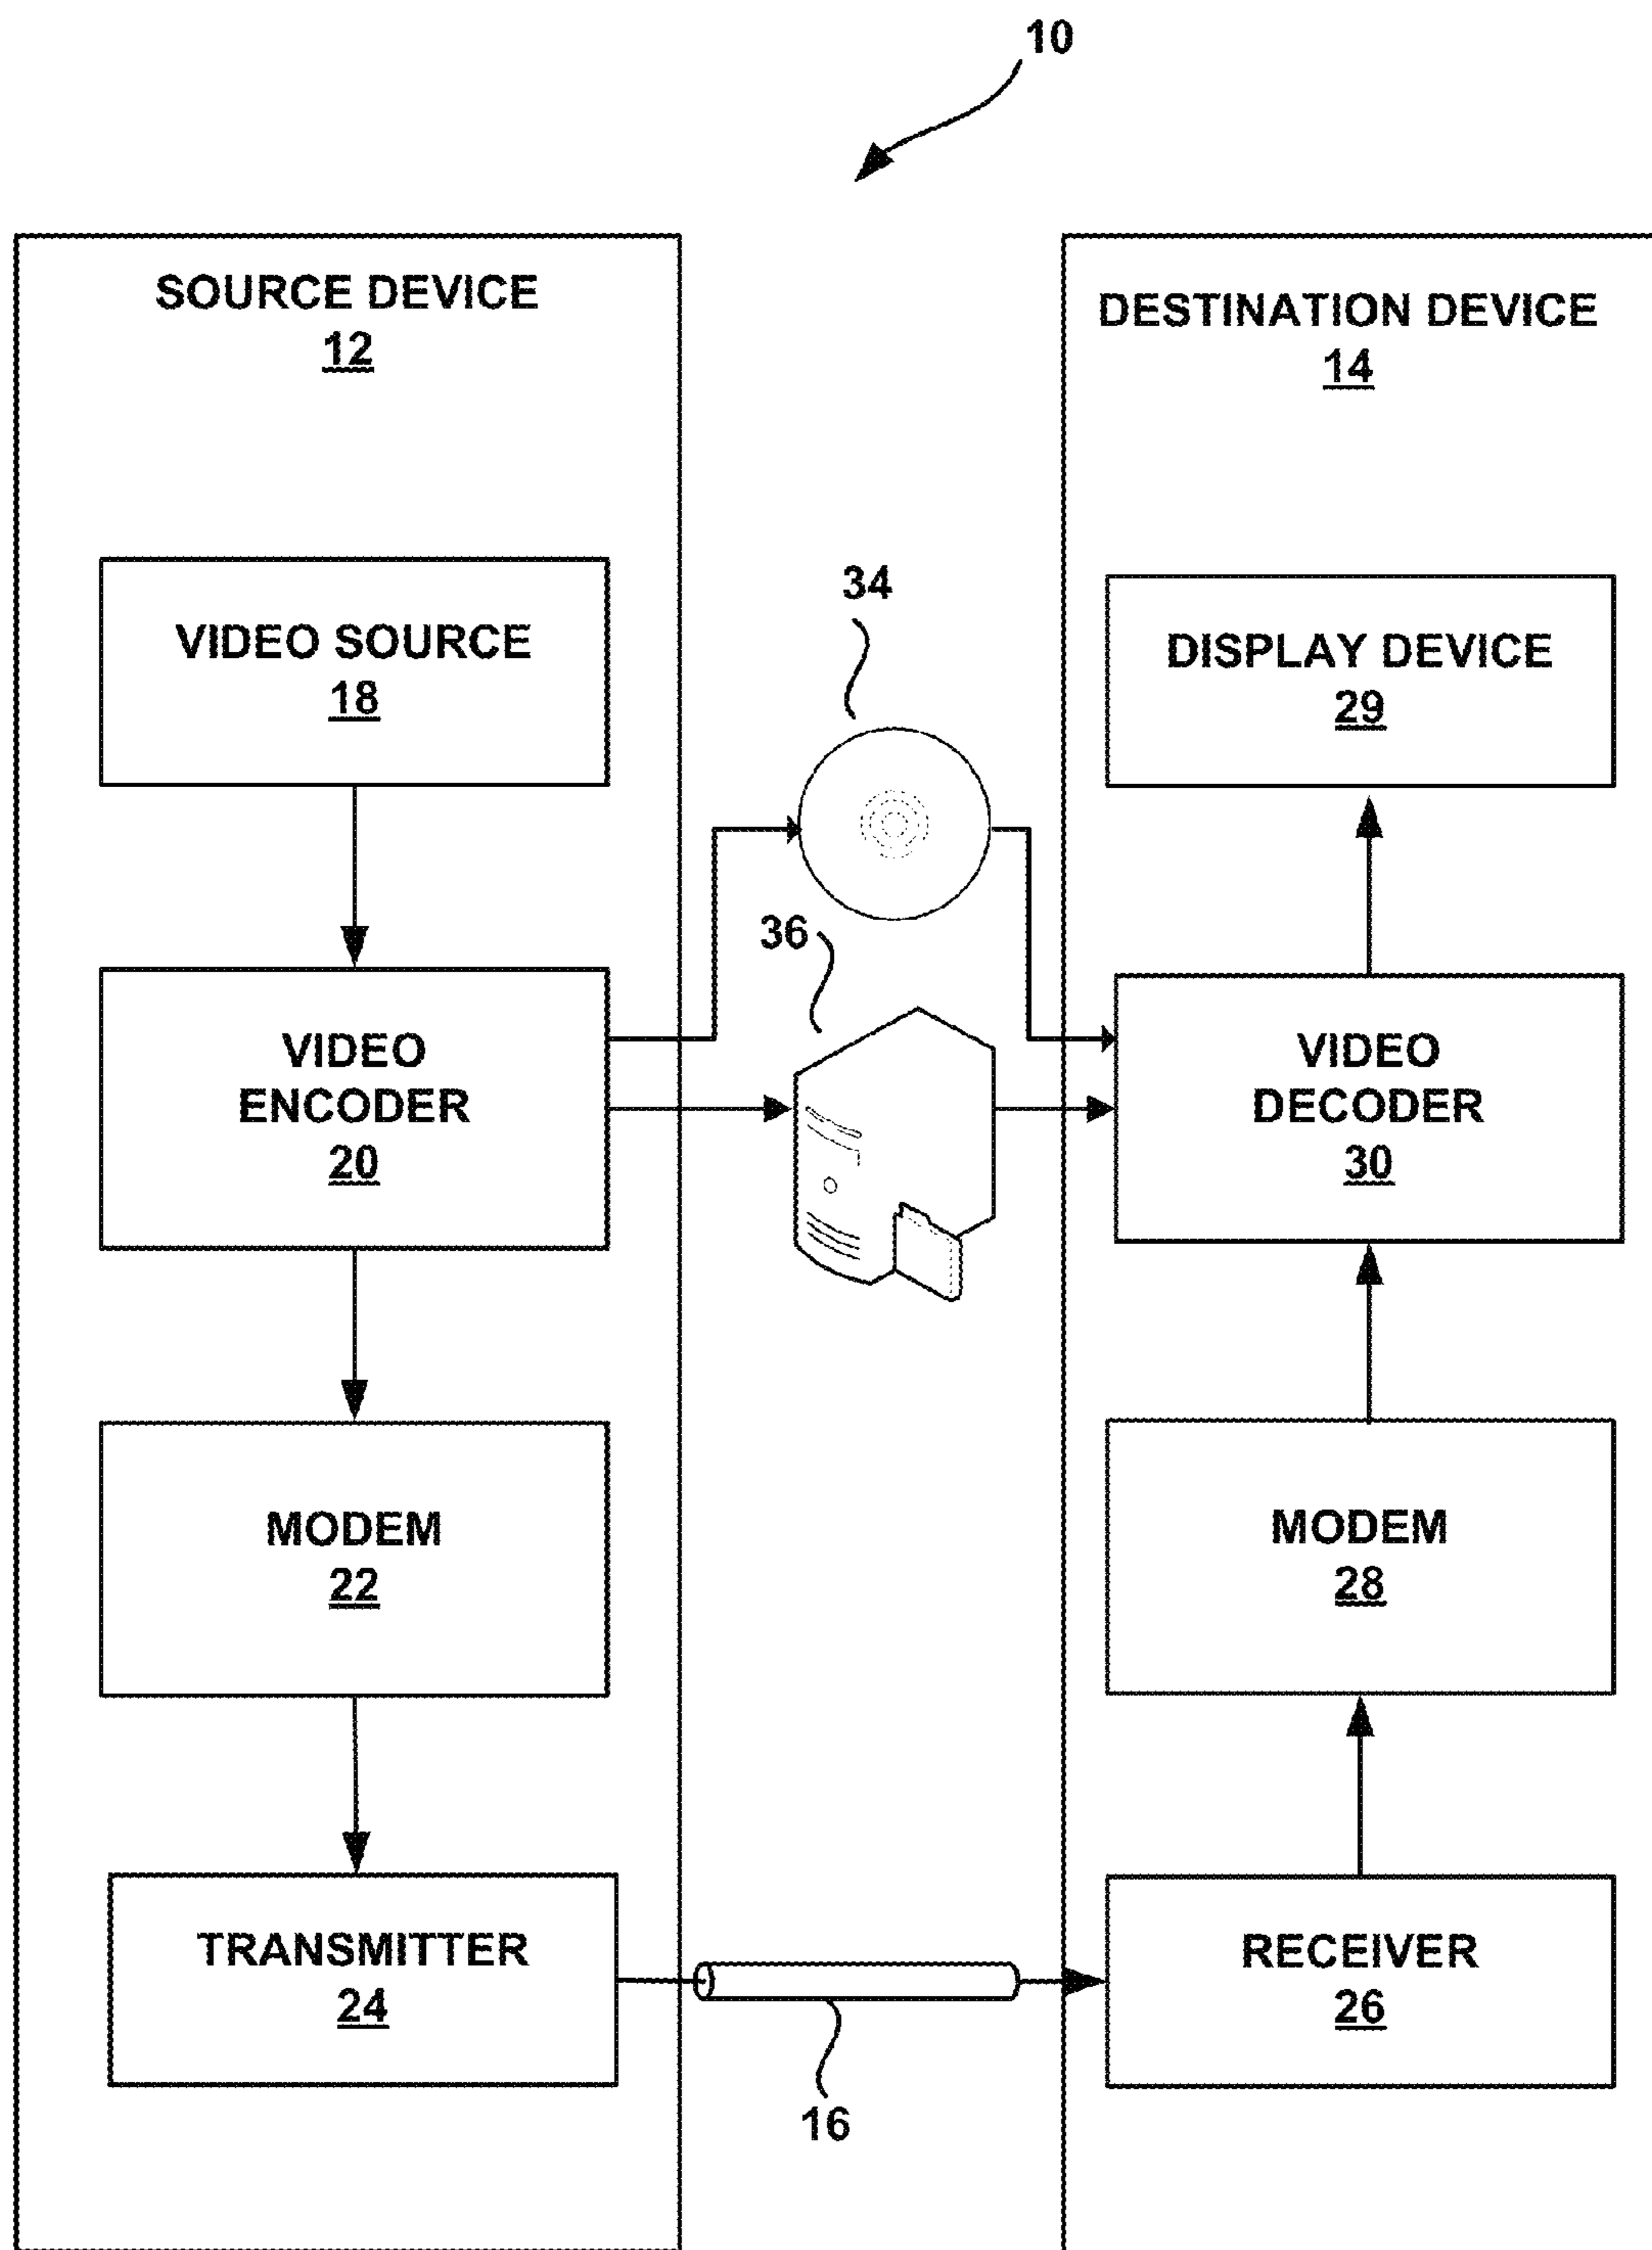 10
SOURCE DEVICE
12
VIDEO SOURCE
18
VIDEO
ENCODER
20
MODEM
22
TRANSMITTER
24
34
36
16
DESTINATION DEVICE
14
DISPLAY DEVICE
29
VIDEO
DECODER
30
MODEM
28
RECEIVER
26